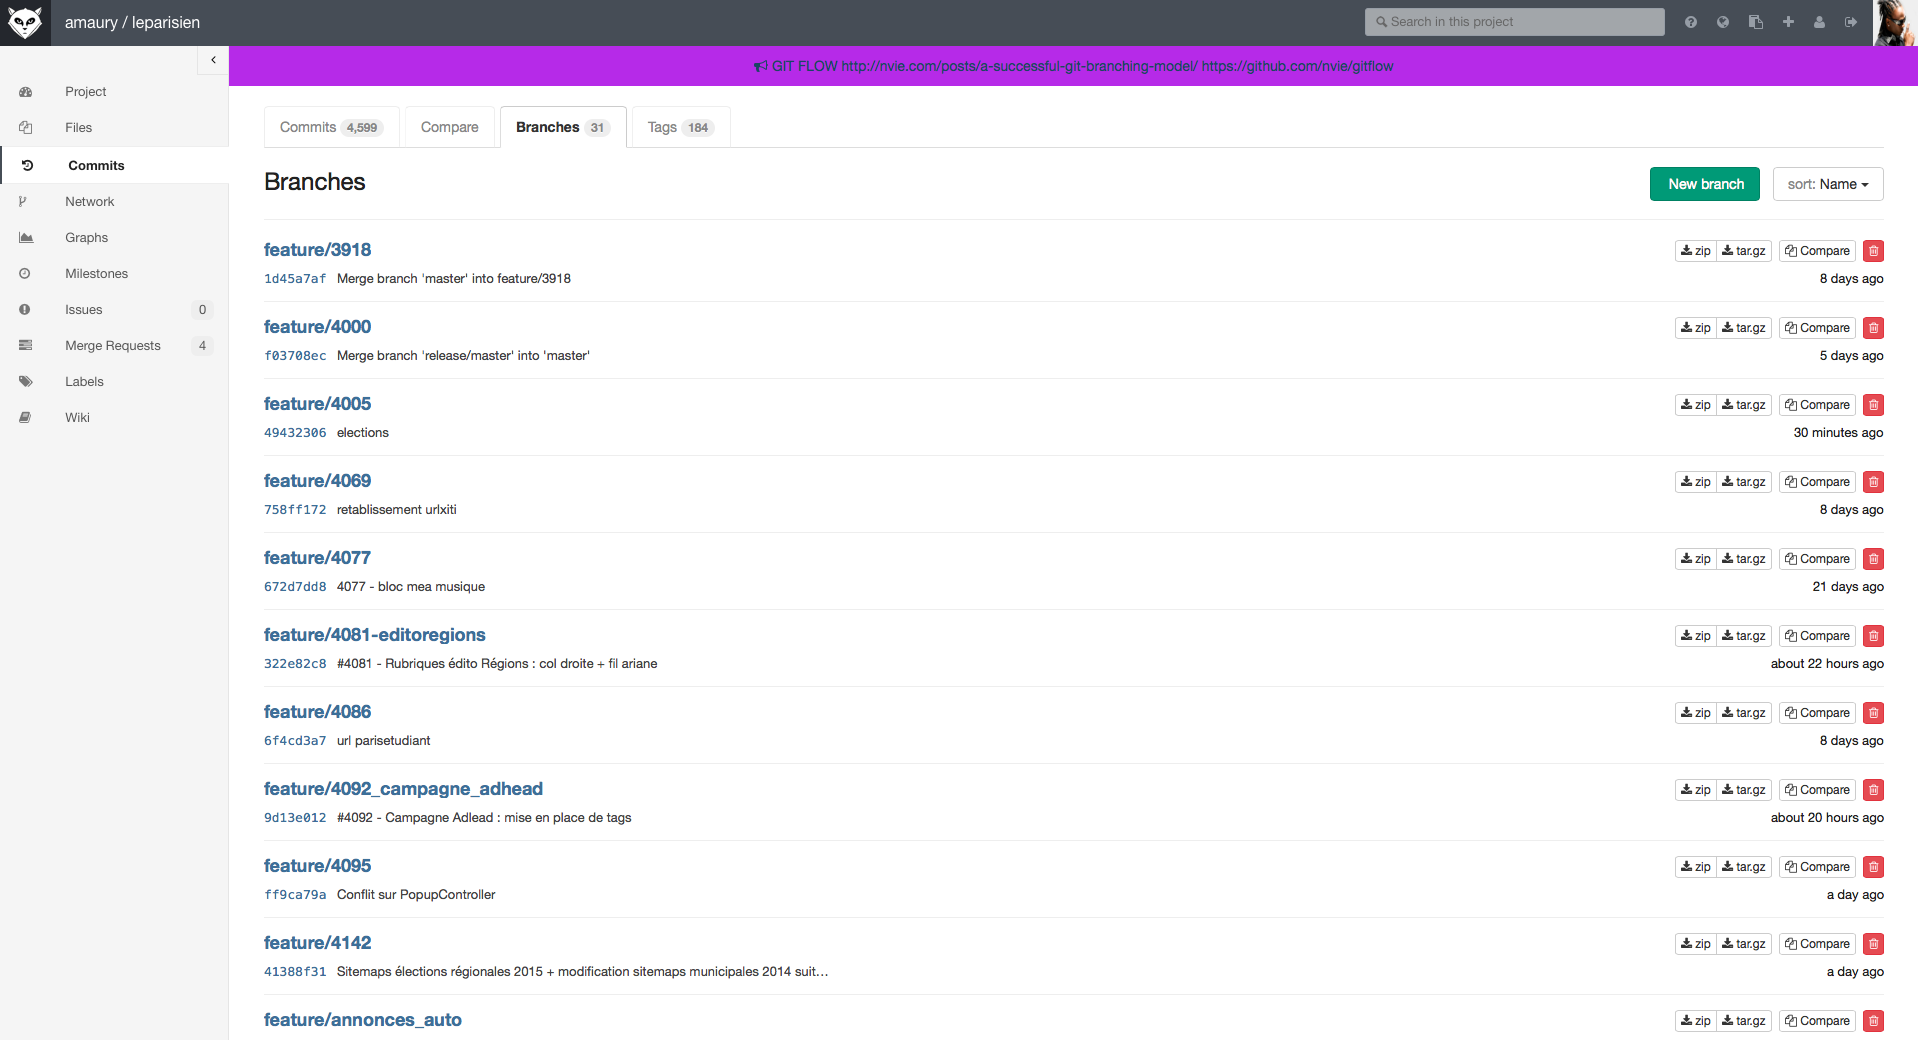 amaury / leparisien
Search in this project
GIT FLOW http://nvie.com/posts/a-successful-git-branching-model/ https://github.com/nvie/gitflow
Project
Files
Commits
Network
Graphs
Milestones
Issues 0
Merge Requests 4
Labels
Wiki
Commits 4,599 Compare Branches 31 Tags 184
Branches
New branch sort: Name
feature/3918 zip tar.gz Compare
1d45a7af Merge branch 'master' into feature/3918 8 days ago
feature/4000 zip tar.gz Compare
f03708ec Merge branch 'release/master' into 'master' 5 days ago
feature/4005 zip tar.gz Compare
49432306 elections 30 minutes ago
feature/4069 zip tar.gz Compare
758ff172 retablissement urlxiti 8 days ago
feature/4077 zip tar.gz Compare
672d7dd8 4077 - bloc mea musique 21 days ago
feature/4081-editoregions zip tar.gz Compare
322e82c8 #4081 - Rubriques édito Régions : col droite + fil ariane about 22 hours ago
feature/4086 zip tar.gz Compare
6f4cd3a7 url parisetudiant 8 days ago
feature/4092_campagne_adhead zip tar.gz Compare
9d13e012 #4092 - Campagne Adlead : mise en place de tags about 20 hours ago
feature/4095 zip tar.gz Compare
ff9ca79a Conflit sur PopupController a day ago
feature/4142 zip tar.gz Compare
41388f31 Sitemaps élections régionales 2015 + modification sitemaps municipales 2014 suit… a day ago
feature/annonces_auto zip tar.gz Compare